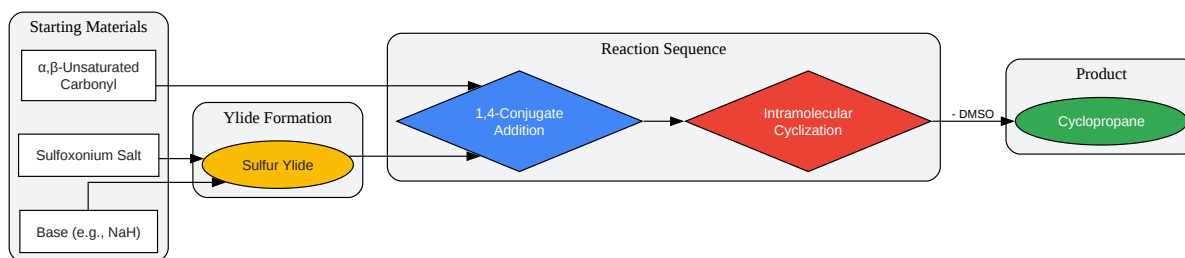 Starting Materials
α,β-Unsaturated
Carbonyl
Sulfoxonium Salt
Base (e.g., NaH)
Ylide Formation
Sulfur Ylide
Reaction Sequence
1,4-Conjugate
Addition
Intramolecular
Cyclization
- DMSO
Product
Cyclopropane